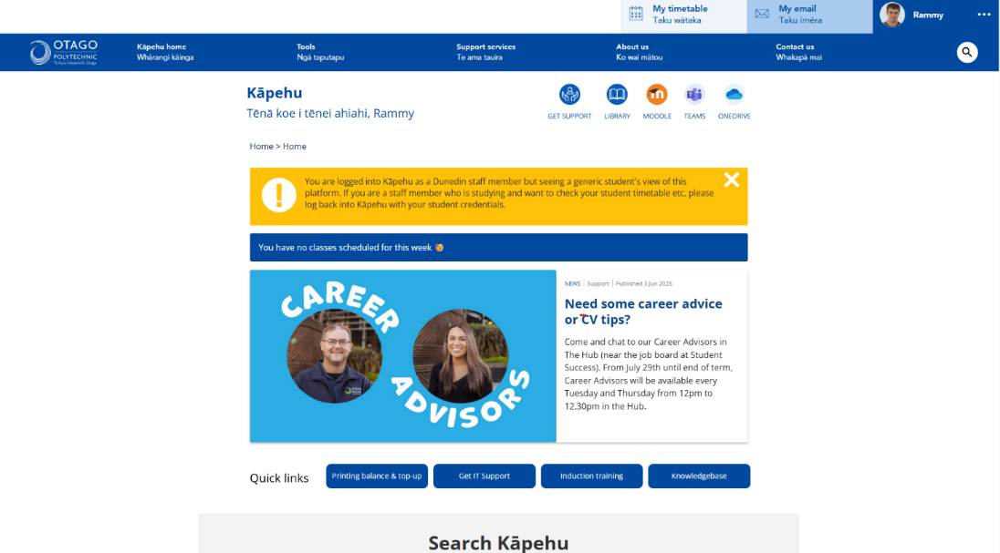 My timetable
Taku wātaka
My email
Taku īmēra
Rammy
OTAGO
POLYTECHNIC
Kāpehu home
Whārangi kāinga
Tools
Ngā taputapu
Support services
Te ama tauira
About us
Ko wai mātou
Contact us
Whakapā mai
Kāpehu
Tēnā koe i tēnei ahiahi, Rammy
GET SUPPORT
LIBRARY
MOODLE
TEAMS
ONEDRIVE
Home > Home
You are logged into Kāpehu as a Dunedin staff member but seeing a generic student's view of this
platform. If you are a staff member who is studying and want to check your student timetable etc, please
log back into Kāpehu with your student credentials.
You have no classes scheduled for this week 🥳
CAREER
ADVISORS
NEWS | Support | Published 3 Jun 2025
Need some career advice
or CV tips?
Come and chat to our Career Advisors in
The Hub (near the job board at Student
Success). From July 29th until end of term,
Career Advisors will be available every
Tuesday and Thursday from 12pm to
12.30pm in the Hub.
Quick links
Printing balance & top-up
Get IT Support
Induction training
Knowledgebase
Search Kāpehu